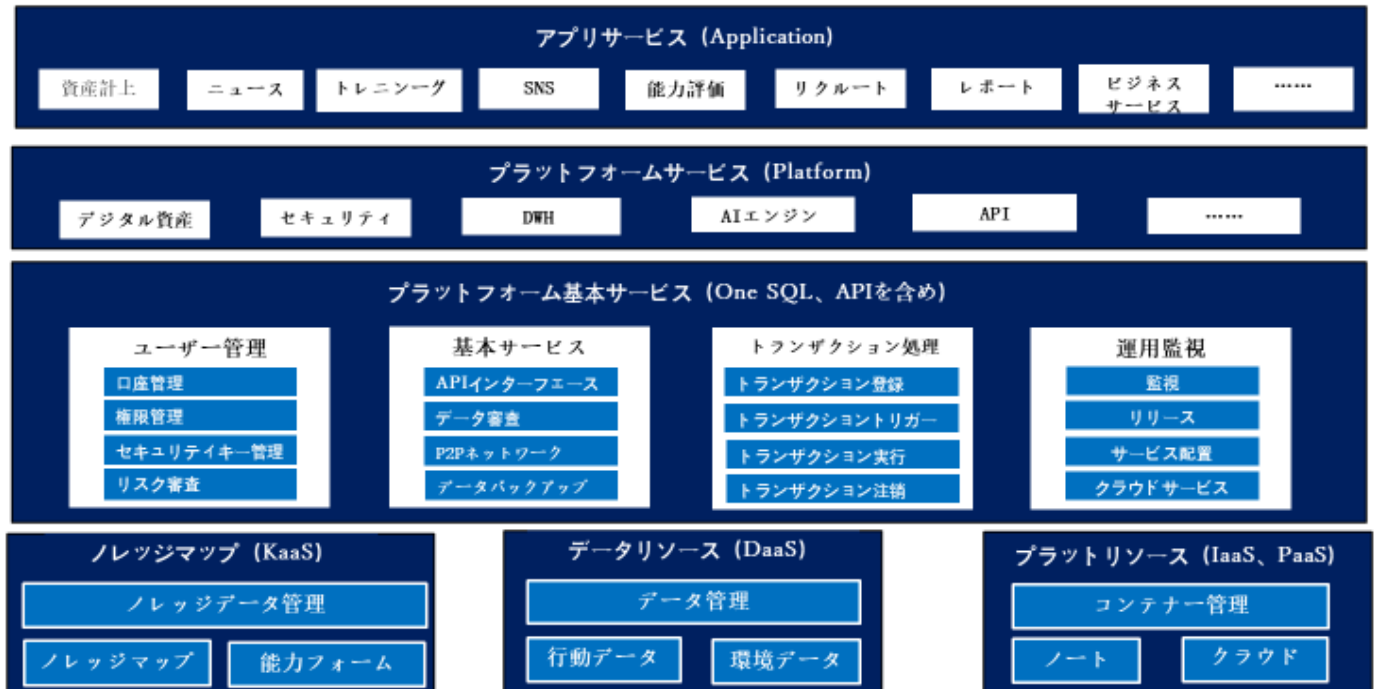 アプリサービス (Application)
資産計上
ニュース
トレニング
SNS
能力評価
リクルート
レポート
ビジネス
サービス
……
プラットフォームサービス (Platform)
デジタル資産
セキュリティ
DWH
AIエンジン
API
……
プラットフォーム基本サービス (One SQL、APIを含め)
ユーザー管理
口座管理
権限管理
セキュリテイキー管理
リスク審査
基本サービス
APIインターフエース
データ審査
P2Pネットワーク
データバックアップ
トランザクション処理
トランザクション登録
トランザクショントリガー
トランザクション実行
トランザクション注銷
運用監視
監視
リリース
サービス配置
クラウドサービス
ノレッジマップ (KaaS)
ノレッジデータ管理
ノレッジマップ
能力フォーム
データリソース (DaaS)
データ管理
行動データ
環境データ
プラットリソース (IaaS、PaaS)
コンテナー管理
ノート
クラウド